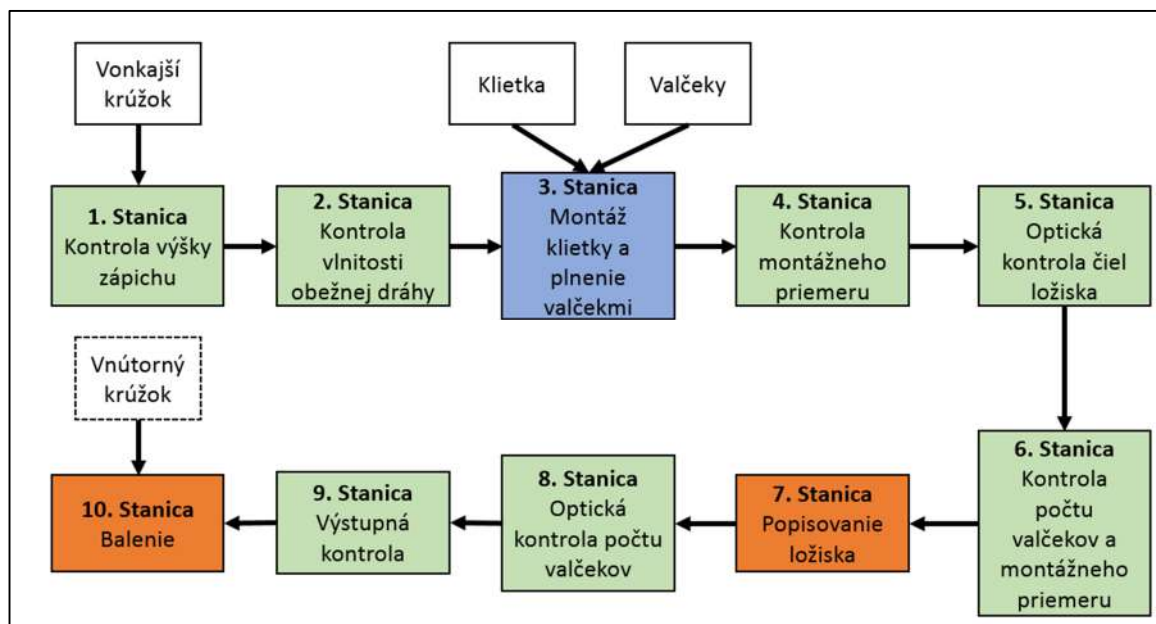 Vonkajší
krúžok
Klietka
Valčeky
1. Stanica
Kontrola výšky
zápichu
2. Stanica
Kontrola
vlnitosti
obežnej dráhy
3. Stanica
Montáž
klietky a
plnenie
valčekmi
4. Stanica
Kontrola
montážneho
priemeru
5. Stanica
Optická
kontrola čiel
ložiska
Vnútorný
krúžok
6. Stanica
Kontrola
počtu
valčekov a
montážneho
priemeru
7. Stanica
Popisovanie
ložiska
8. Stanica
Optická
kontrola počtu
valčekov
9. Stanica
Výstupná
kontrola
10. Stanica
Balenie